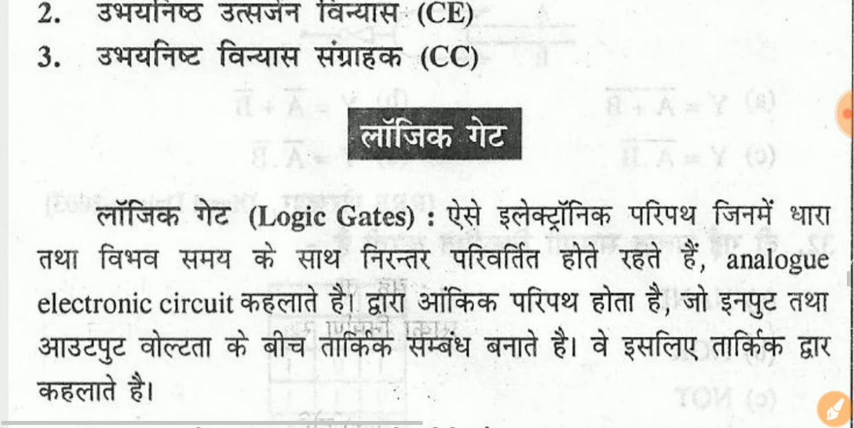 2. उभयनिष्ठ उत्सर्जन विन्यास (CE)
3. उभयनिष्ट विन्यास संग्राहक (CC)
लॉजिक गेट
लॉजिक गेट (Logic Gates) : ऐसे इलेक्ट्रॉनिक परिपथ जिनमें धारा
तथा विभव समय के साथ निरन्तर परिवर्तित होते रहते हैं, analogue
electronic circuit कहलाते है। द्वारा आंकिक परिपथ होता है, जो इनपुट तथा
आउटपुट वोल्टता के बीच तार्किक सम्बंध बनाते है। वे इसलिए तार्किक द्वार
कहलाते है।